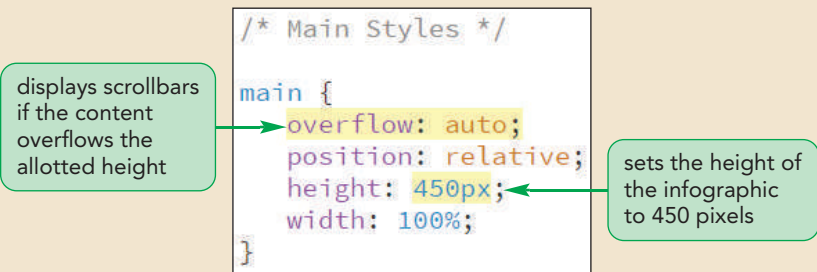 /* Main Styles */
displays scrollbars
if the content
overflows the
allotted height
main {
overflow: auto;
position: relative;
height: 450px;
width: 100%;
}
sets the height of
the infographic
to 450 pixels